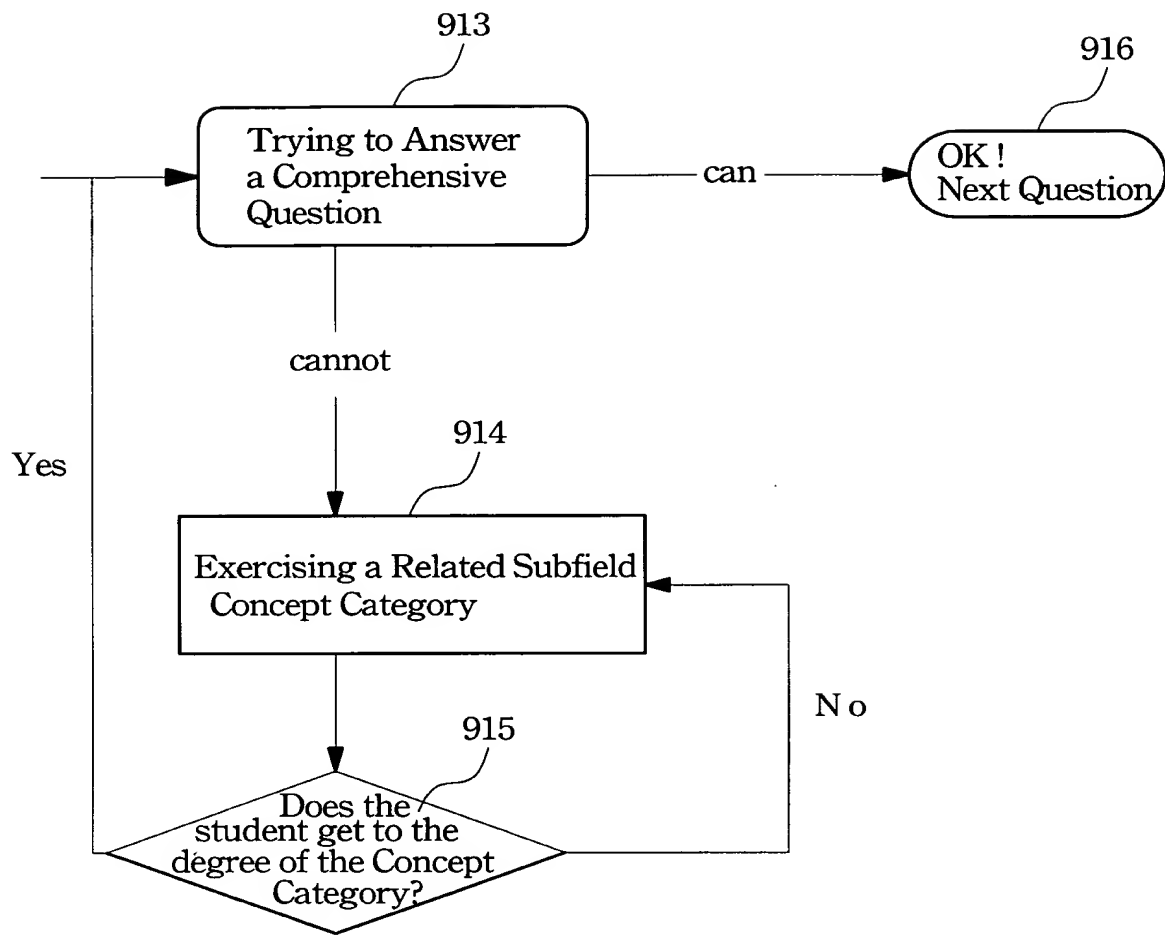 913
916
Trying to Answer
a Comprehensive
Question
can
OK !
Next Question
cannot
914
Yes
Exercising a Related Subfield
Concept Category
No
915
Does the
student get to the
degree of the Concept
Category?